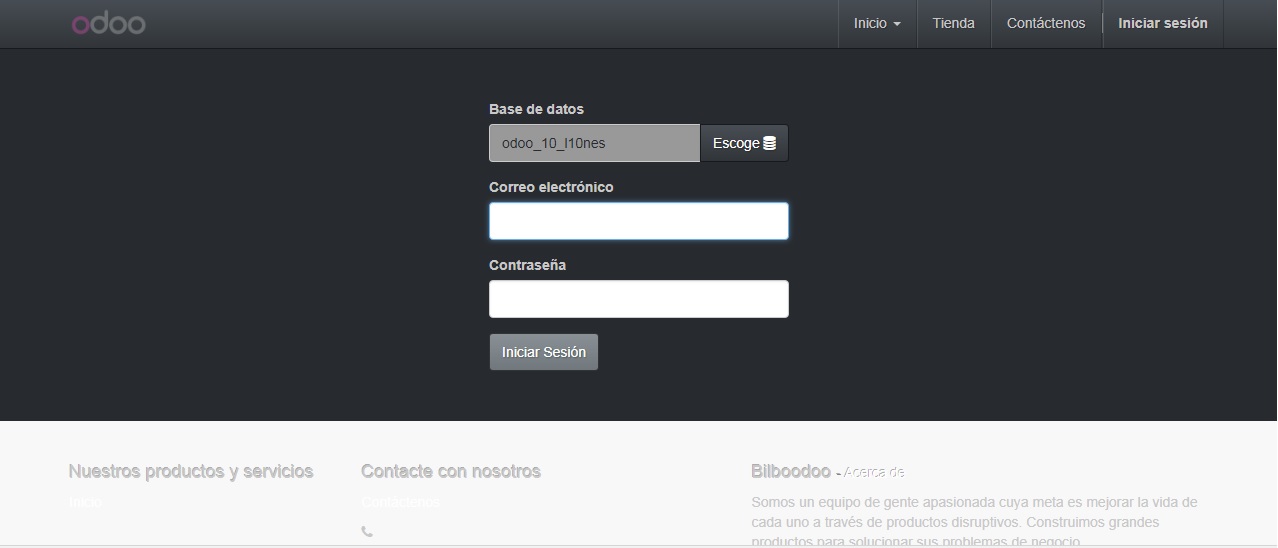 odoo
Inicio
Tienda
Contáctenos
Iniciar sesión
Base de datos
odoo_10_l10nes
Escoge
Correo electrónico
Contraseña
Iniciar Sesión
Nuestros productos y servicios
Inicio
Contacte con nosotros
Contáctenos
Bilboodoo - Acerca de
Somos un equipo de gente apasionada cuya meta es mejorar la vida de
cada uno a través de productos disruptivos. Construimos grandes
productos para solucionar sus problemas de negocio.